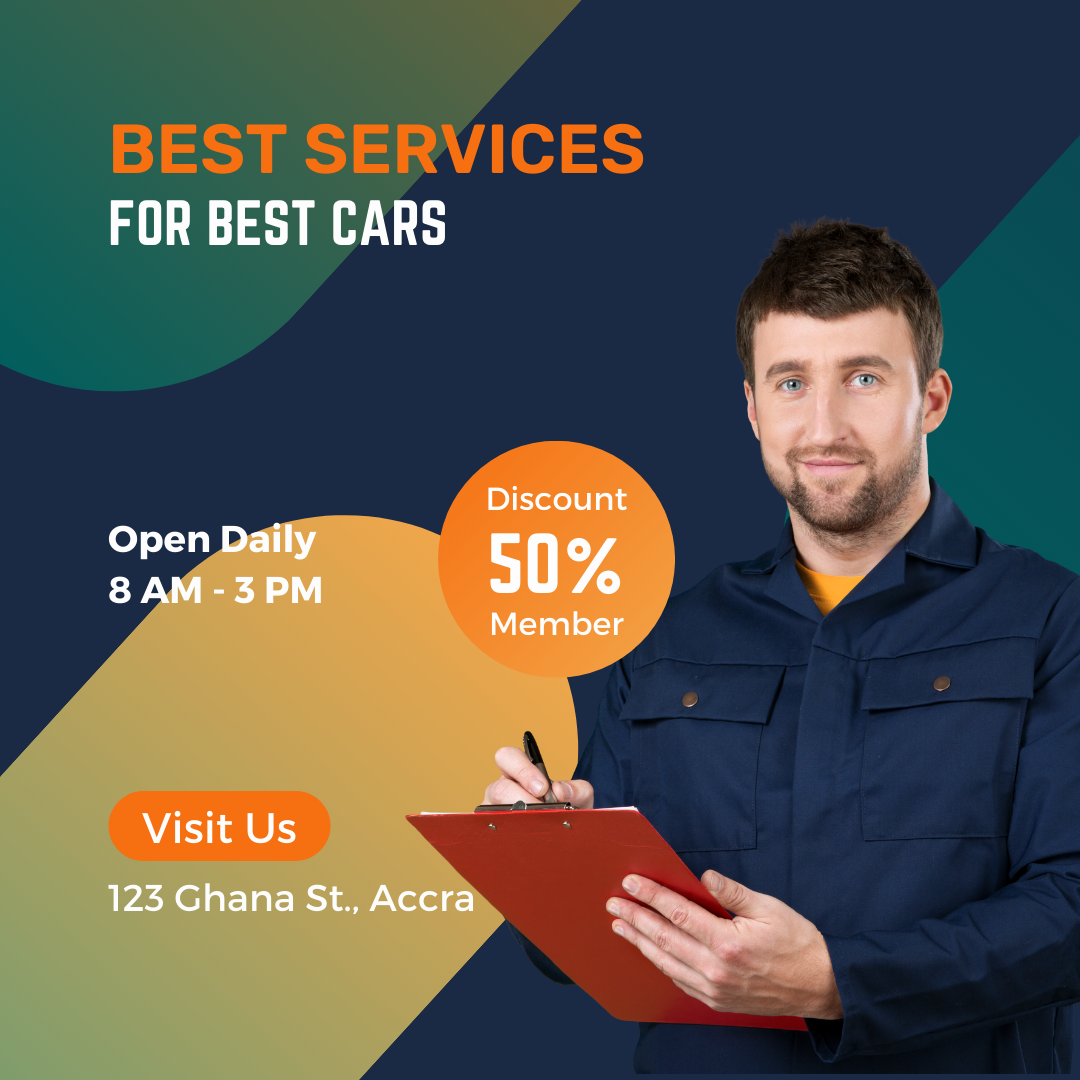 BEST SERVICES
FOR BEST CARS
Discount
50%
Member
Open Daily
8 AM - 3 PM
Visit Us
123 Ghana St., Accra